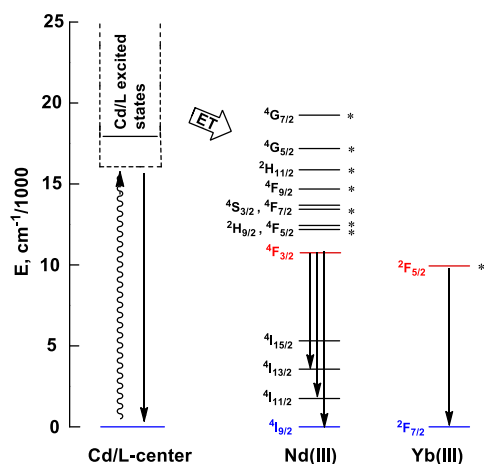 E, cm⁻¹/1000
25
20
15
10
5
0
Cd/L excited
states
ET
⁴G₇/₂ *
⁴G₅/₂ *
²H₁₁/₂ *
⁴F₉/₂ *
⁴S₃/₂ , ⁴F₇/₂ *
²H₉/₂ , ⁴F₅/₂ *
*
⁴F₃/₂
⁴I₁₅/₂
⁴I₁₃/₂
⁴I₁₁/₂
⁴I₉/₂
²F₅/₂ *
²F₇/₂
Cd/L-center
Nd(III)
Yb(III)